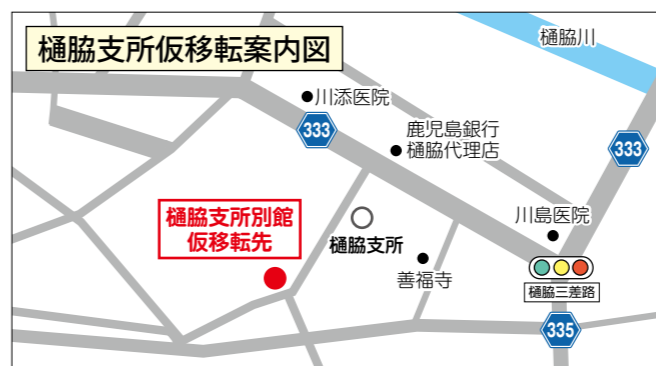 樋脇支所仮移転案内図
樋脇川
川添医院
333
鹿児島銀行
樋脇代理店
333
樋脇支所別館
仮移転先
樋脇支所
川島医院
善福寺
樋脇三差路
335